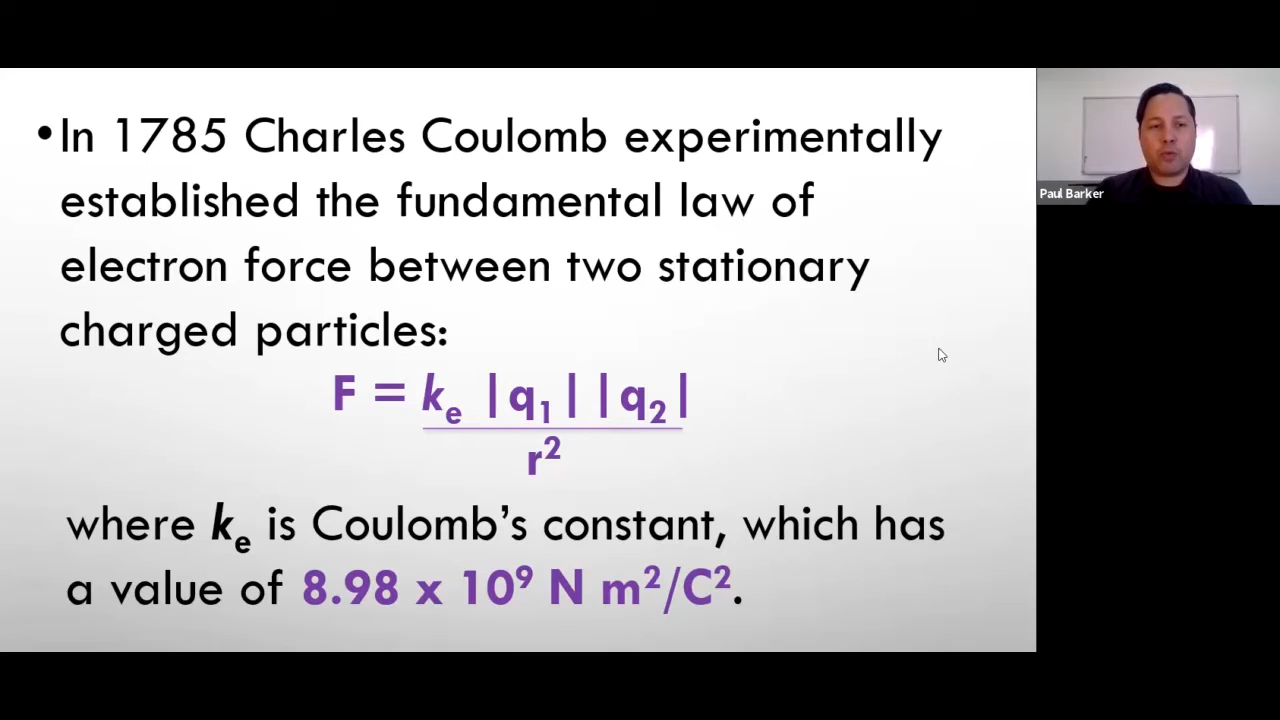 •In 1785 Charles Coulomb experimentally
established the fundamental law of
electron force between two stationary
charged particles:
F = kₑ |q₁| |q₂|
r²
where kₑ is Coulomb’s constant, which has
a value of 8.98 x 10⁹ N m²/C².
Paul Barker